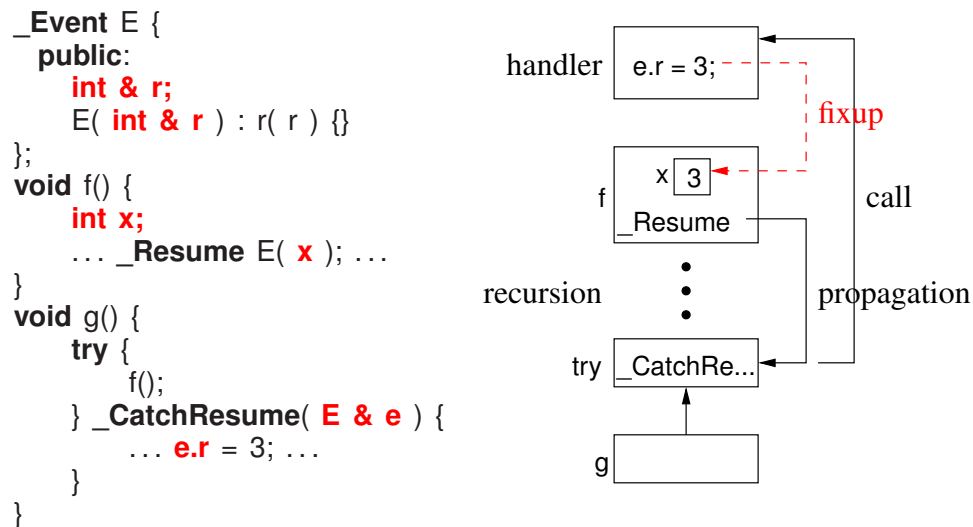 _Event E {
public:
int & r;
E( int & r ) : r( r ) {}
};
void f() {
int x;
... _Resume E( x ); ...
}
void g() {
try {
f();
} _CatchResume( E & e ) {
... e.r = 3; ...
}
}
handler
e.r = 3;
fixup
x 3
f
_Resume
call
recursion
propagation
try
_CatchRe...
g